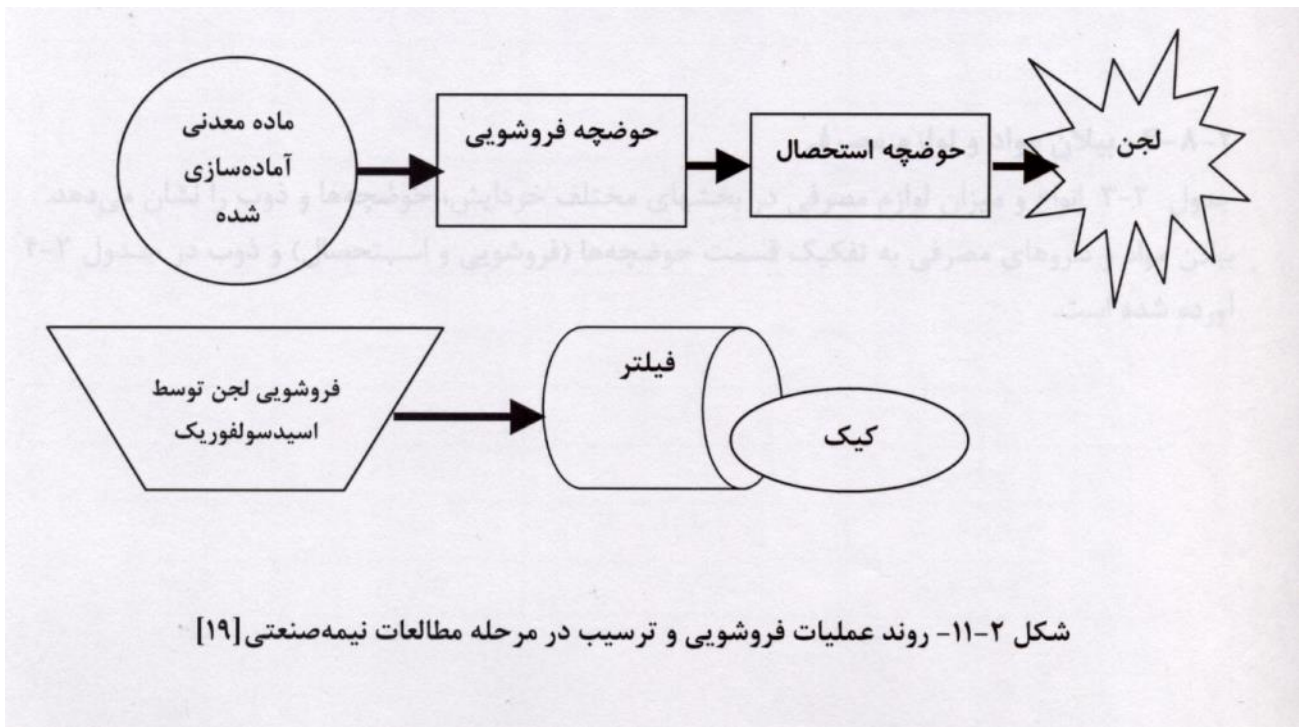 ماده معدنی
آماده‌سازی
شده
حوضچه فروشویی
حوضچه استحصال
لجن
فروشویی لجن توسط
اسیدسولفوریک
فیلتر
کیک
شکل ۲-۱۱- روند عملیات فروشویی و ترسیب در مرحله مطالعات نیمه‌صنعتی[۱۹]